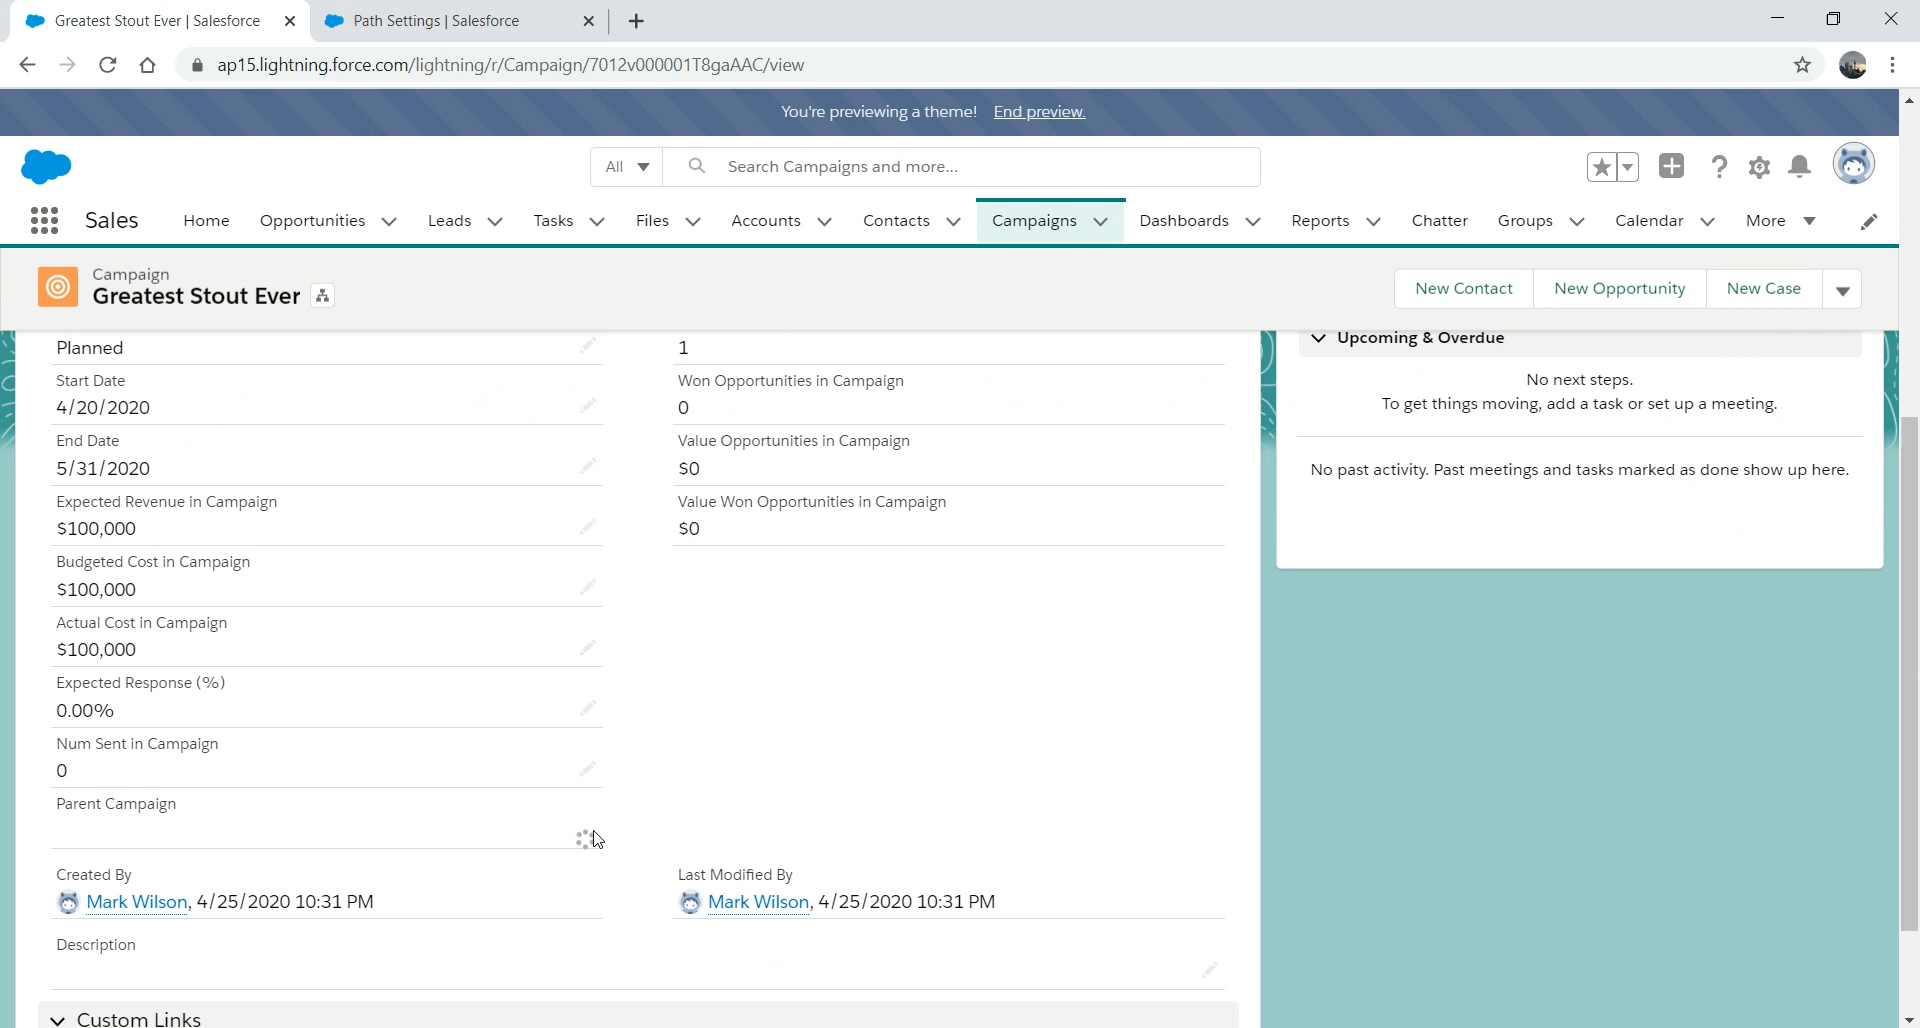 Greatest Stout Ever | Salesforce
Path Settings | Salesforce
ap15.lightning.force.com/lightning/r/Campaign/7012v000001T8gaAAC/view
You're previewing a theme! End preview.
All
Search Campaigns and more...
Sales
Home
Opportunities
Leads
Tasks
Files
Accounts
Contacts
Campaigns
Dashboards
Reports
Chatter
Groups
Calendar
More
Campaign
Greatest Stout Ever
New Contact
New Opportunity
New Case
Planned
Start Date
4/20/2020
End Date
5/31/2020
Expected Revenue in Campaign
$100,000
Budgeted Cost in Campaign
$100,000
Actual Cost in Campaign
$100,000
Expected Response (%)
0.00%
Num Sent in Campaign
0
Parent Campaign
Created By
Mark Wilson, 4/25/2020 10:31 PM
Description
Custom Links
1
Won Opportunities in Campaign
0
Value Opportunities in Campaign
$0
Value Won Opportunities in Campaign
$0
Last Modified By
Mark Wilson, 4/25/2020 10:31 PM
Upcoming & Overdue
No next steps.
To get things moving, add a task or set up a meeting.
No past activity. Past meetings and tasks marked as done show up here.